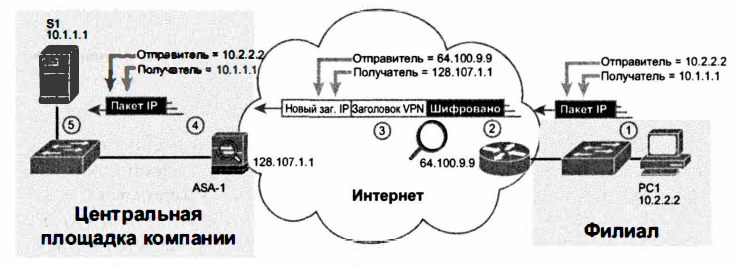 S1
10.1.1.1
Отправитель = 10.2.2.2
Получатель = 10.1.1.1
Пакет IP
5
4
ASA-1
128.107.1.1
Центральная
площадка компании
Отправитель = 64.100.9.9
Получатель = 128.107.1.1
Новый заг. IP
Заголовок VPN
Шифровано
3
2
64.100.9.9
Интернет
Отправитель = 10.2.2.2
Получатель = 10.1.1.1
Пакет IP
1
PC1
10.2.2.2
Филиал